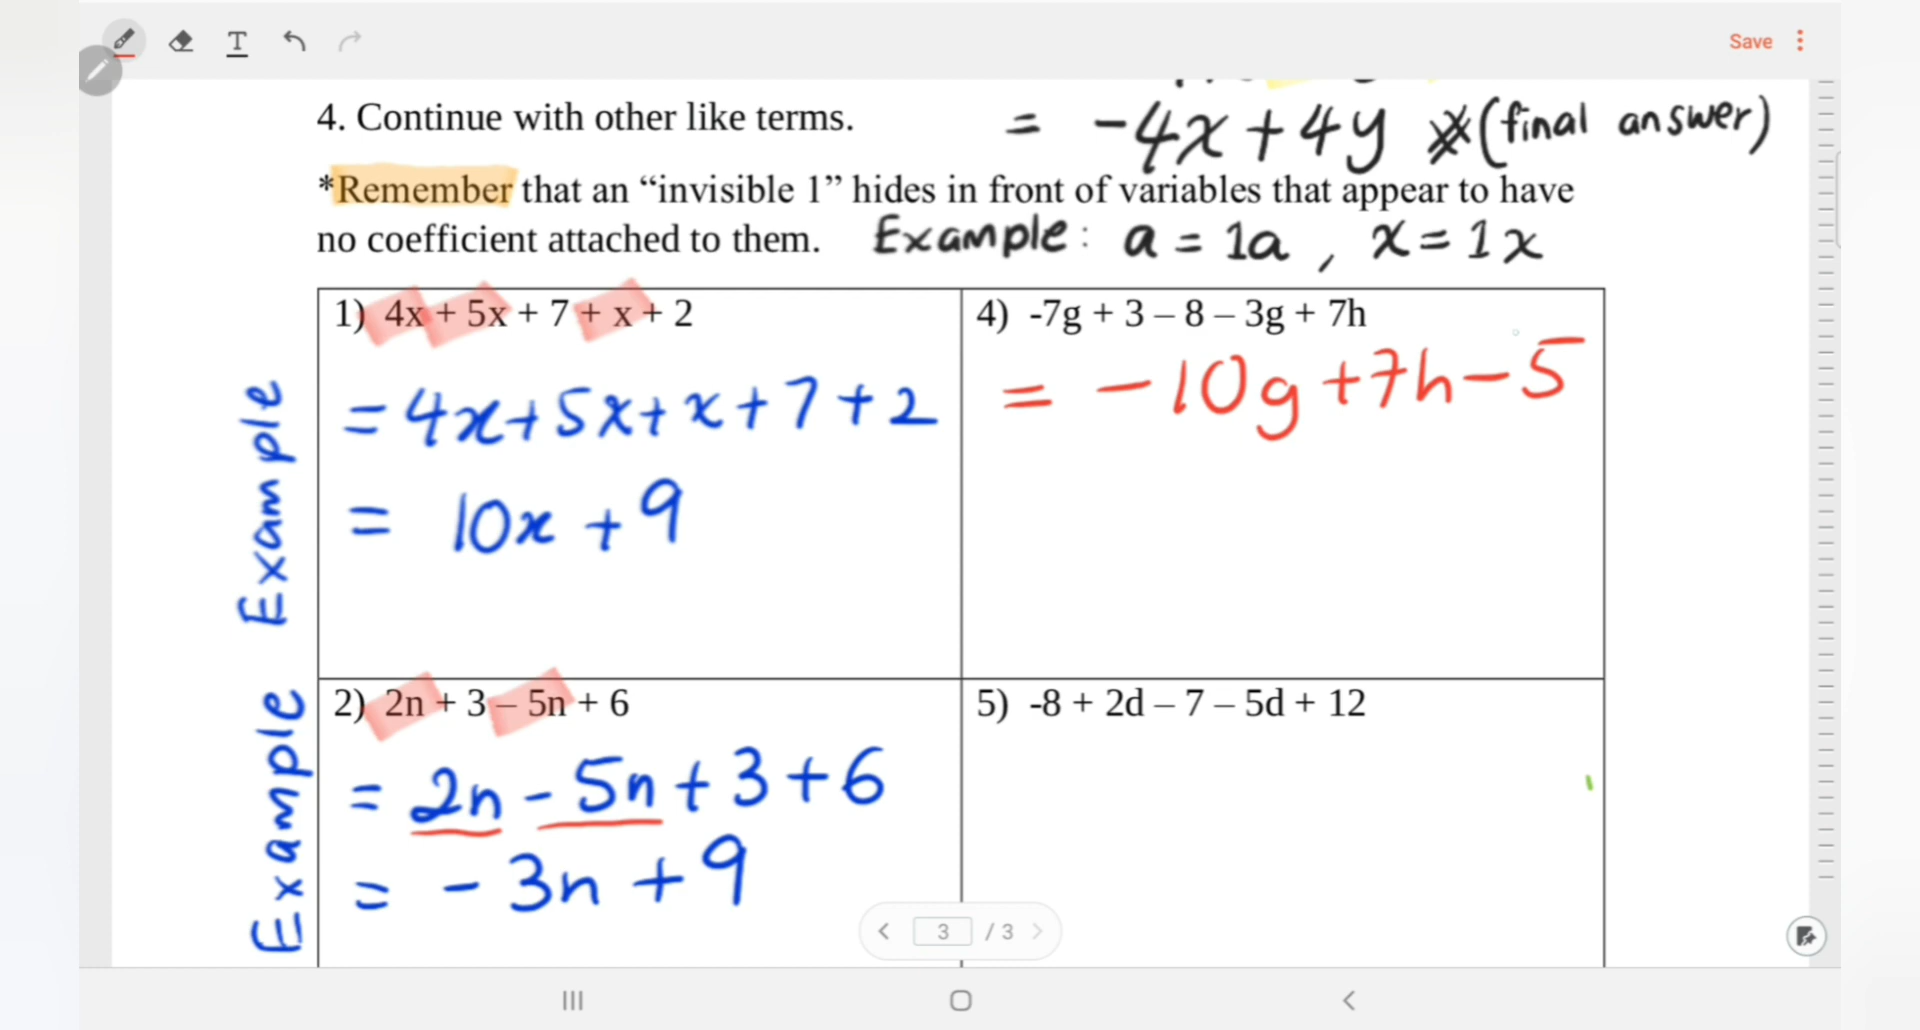 T
Save
4. Continue with other like terms.
= -4x + 4y (final answer)
*Remember that an “invisible 1” hides in front of variables that appear to have
no coefficient attached to them. Example: a = 1a , x = 1x
1) 4x + 5x + 7 + x + 2
= 4x + 5x + x + 7 + 2
= 10x + 9
Example
4) -7g + 3 – 8 – 3g + 7h
= -10g + 7h - 5
2) 2n + 3 – 5n + 6
= 2n - 5n + 3 + 6
= - 3n + 9
Example
5) -8 + 2d – 7 – 5d + 12
3 / 3